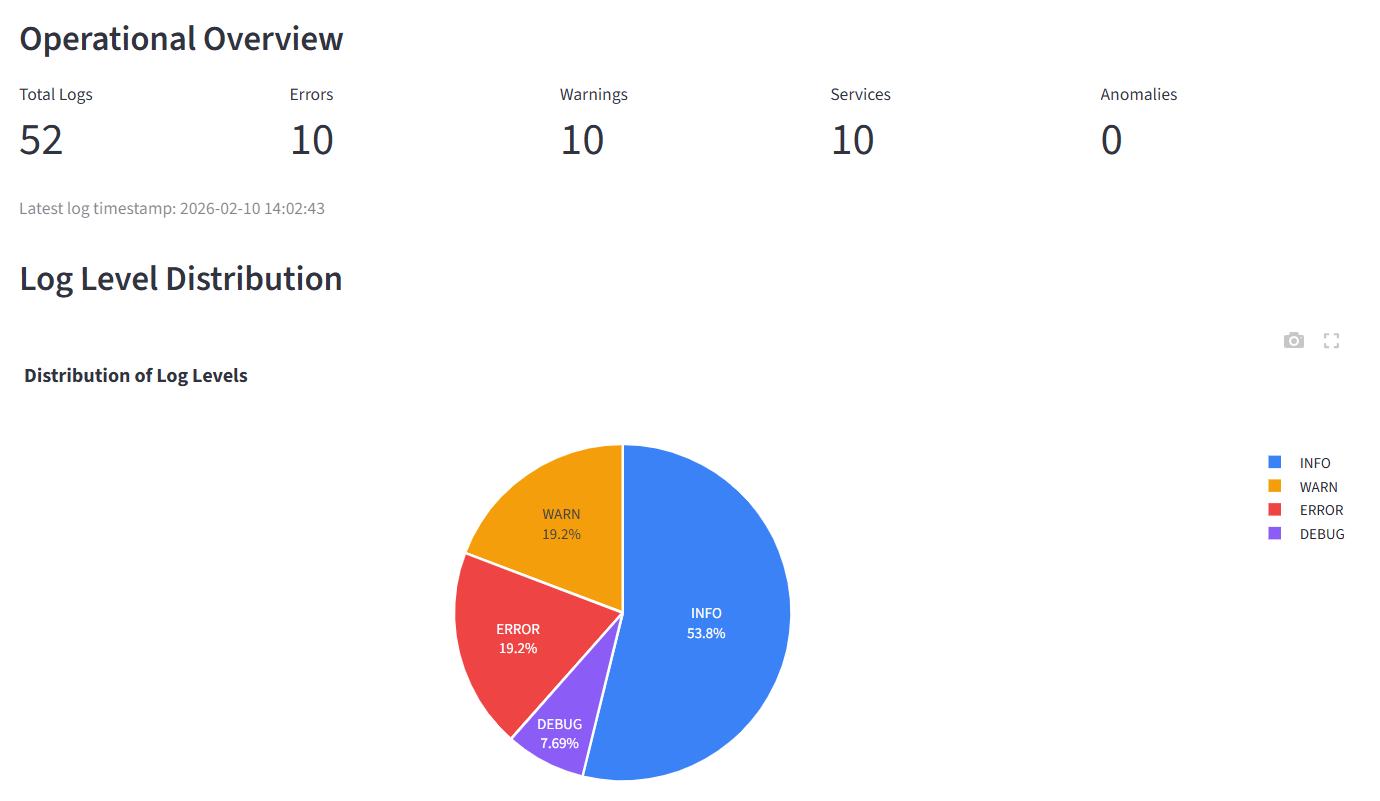 Operational Overview
Total Logs Errors Warnings Services Anomalies
52 10 10 10 0
Latest log timestamp: 2026-02-10 14:02:43
Log Level Distribution
Distribution of Log Levels
INFO
WARN
ERROR
DEBUG
WARN
19.2%
INFO
53.8%
ERROR
19.2%
DEBUG
7.69%